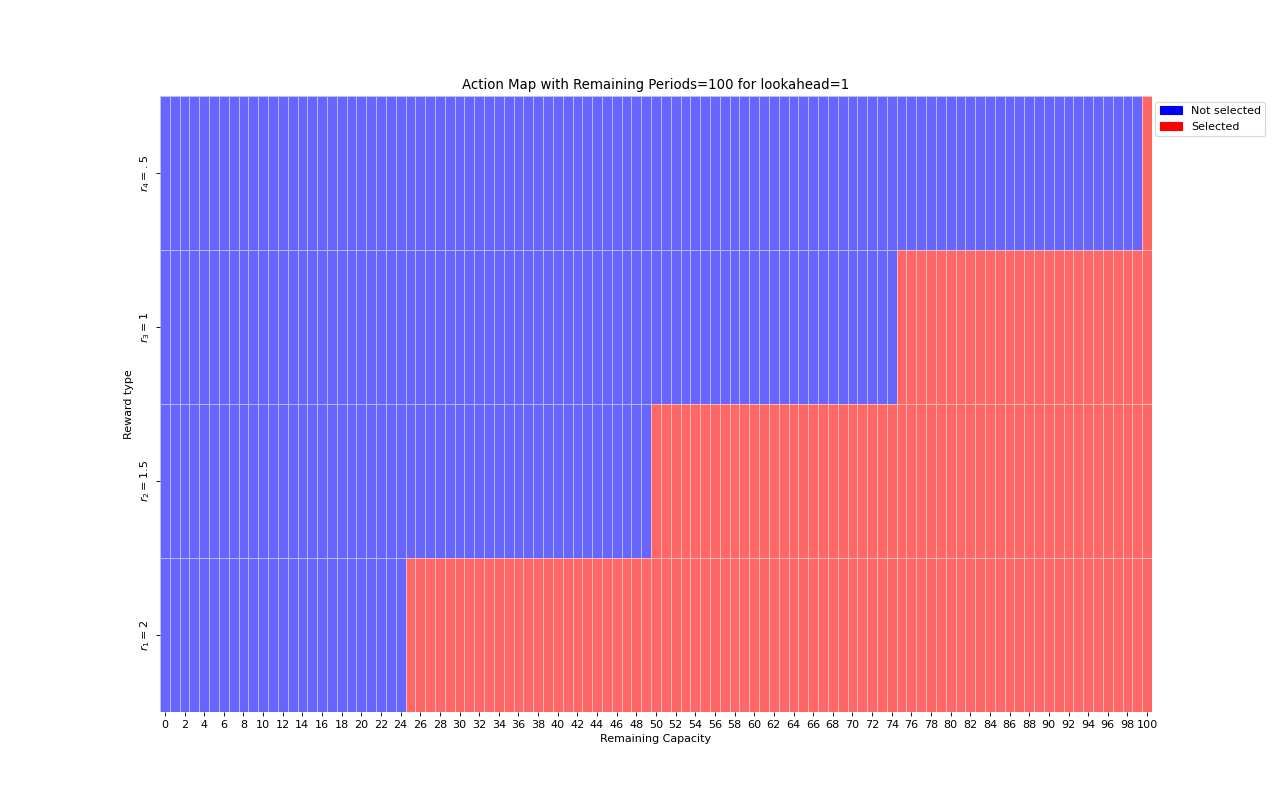 Action Map with Remaining Periods=100 for lookahead=1
Not selected
Selected
r₄ = .5
r₃ = 1
r₂ = 1.5
r₁ = 2
Reward type
0 2 4 6 8 10 12 14 16 18 20 22 24 26 28 30 32 34 36 38 40 42 44 46 48 50 52 54 56 58 60 62 64 66 68 70 72 74 76 78 80 82 84 86 88 90 92 94 96 98 100
Remaining Capacity